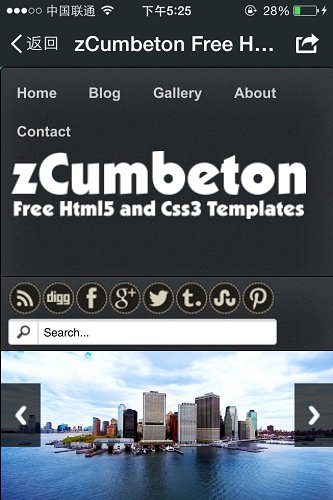 中国联通 下午5:25 28%
返回 zCumbeton Free H...
Home Blog Gallery About
Contact
zCumbeton
Free Html5 and Css3 Templates
digg g+ t.
Search...